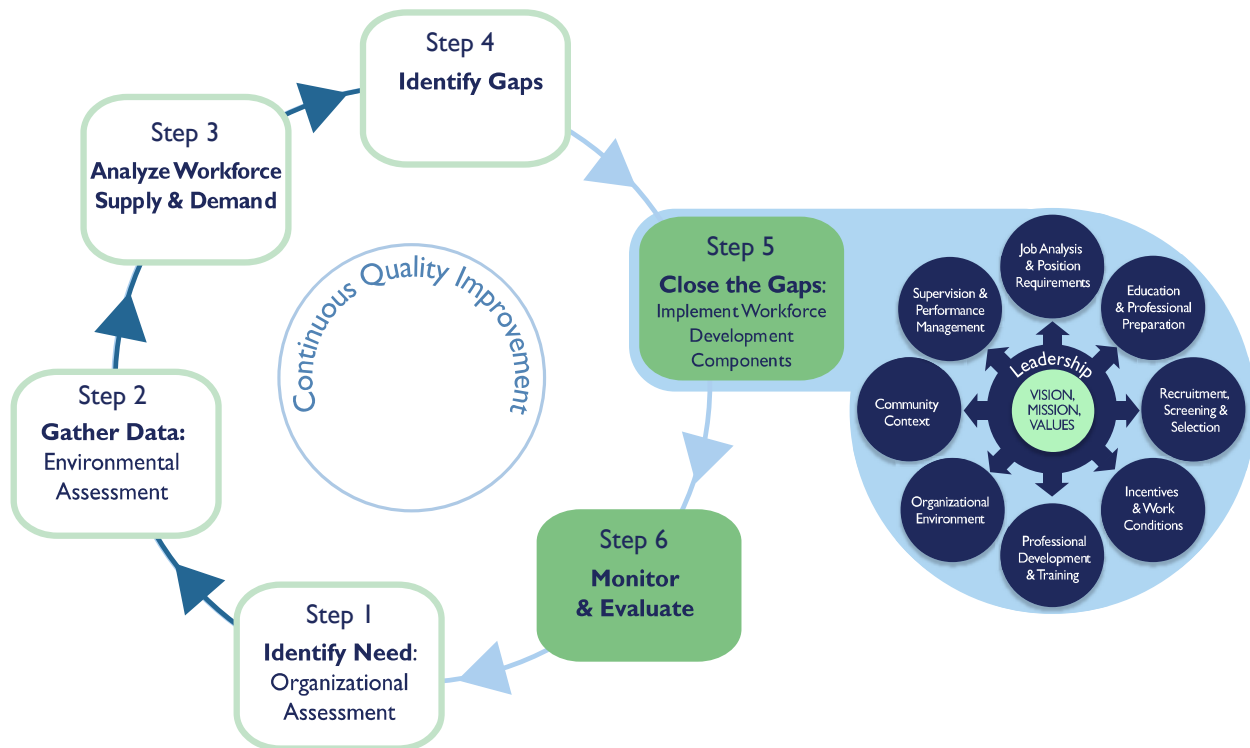 Step 1
Identify Need:
Organizational
Assessment
Step 2
Gather Data:
Environmental
Assessment
Step 3
Analyze Workforce
Supply & Demand
Step 4
Identify Gaps
Step 5
Close the Gaps:
Implement Workforce
Development
Components
Step 6
Monitor
& Evaluate
Continuous Quality Improvement
Leadership
VISION,
MISSION,
VALUES
Job Analysis
& Position
Requirements
Education
& Professional
Preparation
Recruitment,
Screening &
Selection
Incentives
& Work
Conditions
Professional
Development
& Training
Organizational
Environment
Community
Context
Supervision &
Performance
Management